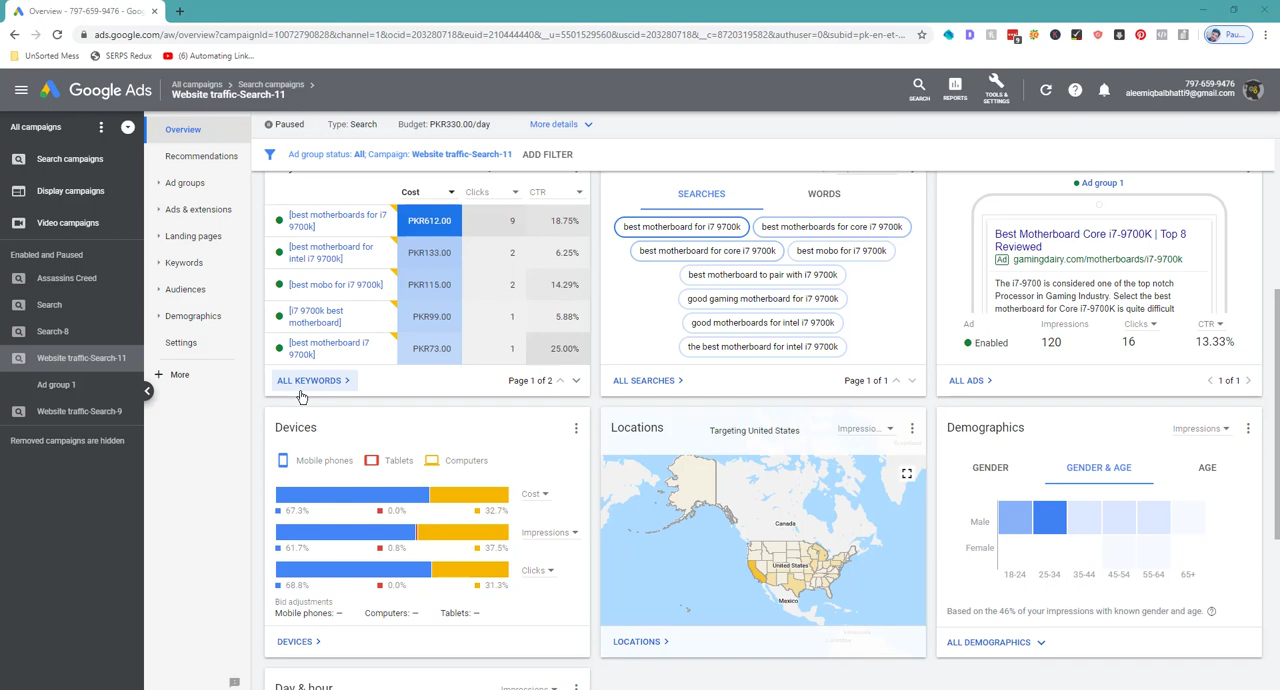 Overview - 797-659-9476 - Google Ads
ads.google.com/aw/overview?campaignId=10072790828&channel=1&ocid=203280718&euid=2104444440&__u=5501529560&uscid=203280718&__c=8720319582&authuser=0&subid=pk-en-et-...
Pau...
UnSorted Mess
SERPS Redux
(6) Automating Link...
Google Ads
All campaigns
Search campaigns
Website traffic-Search-11
SEARCH
REPORTS
TOOLS &
SETTINGS
797-659-9476
aleemiqbalbhatti9@gmail.com
All campaigns
Search campaigns
Display campaigns
Video campaigns
Enabled and Paused
Assassins Creed
Search
Search-8
Website traffic-Search-11
Ad group 1
Website traffic-Search-9
Removed campaigns are hidden
Overview
Recommendations
Ad groups
Ads & extensions
Landing pages
Keywords
Audiences
Demographics
Settings
More
Paused Type: Search Budget: PKR330.00/day More details
Ad group status: All; Campaign: Website traffic-Search-11 ADD FILTER
Cost Clicks CTR
[best motherboards for i7
9700k] PKR612.00 9 18.75%
[best motherboard for
intel i7 9700k] PKR133.00 2 6.25%
[best mobo for i7 9700k] PKR115.00 2 14.29%
[i7 9700k best
motherboard] PKR99.00 1 5.88%
[best motherboard i7
9700k] PKR73.00 1 25.00%
ALL KEYWORDS Page 1 of 2
SEARCHES WORDS
best motherboard for i7 9700k best motherboards for core i7 9700k
best motherboard for core i7 9700k best mobo for i7 9700k
best motherboard to pair with i7 9700k
good gaming motherboard for i7 9700k
good motherboards for intel i7 9700k
the best motherboard for intel i7 9700k
ALL SEARCHES Page 1 of 1
Ad group 1
Best Motherboard Core i7-9700K | Top 8
Reviewed
Ad gamingdairy.com/motherboards/i7-9700K
The i7-9700 is considered one of the top notch
Processor in Gaming Industry. Select the best
motherboard for i7-9700K is quite difficult
Ad Impressions Clicks CTR
Enabled 120 16 13.33%
ALL ADS 1 of 1
Devices
Mobile phones Tablets Computers
Cost
67.3% 0.0% 32.7%
Impressions
61.7% 0.8% 37.5%
Clicks
68.8% 0.0% 31.3%
Bid adjustments
Mobile phones: – Computers: – Tablets: –
DEVICES
Locations Targeting United States Impressio...
Canada
United States
Mexico
LOCATIONS
Demographics Impressions
GENDER GENDER & AGE AGE
Male
Female
18-24 25-34 35-44 45-54 55-64 65+
Based on the 46% of your impressions with known gender and age.
ALL DEMOGRAPHICS
Day & hour Impressions